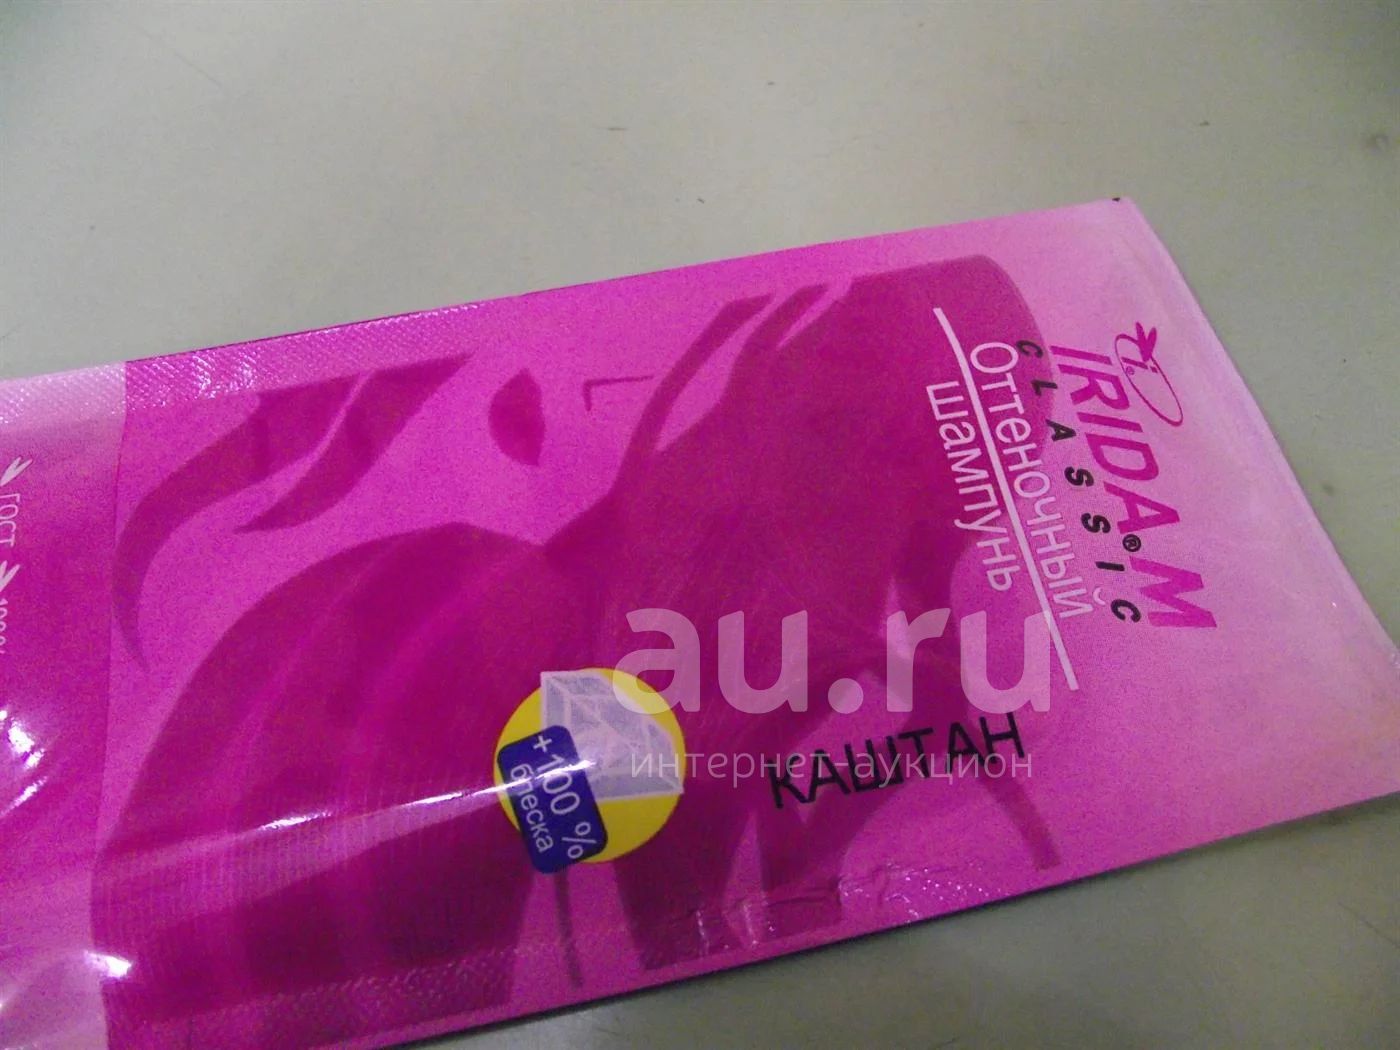 IRIDA M®
CLASSIC
Оттеночный
шампунь
КАШТАН
+100 %
блеска
ГОСТ
au.ru
интернет аукцион